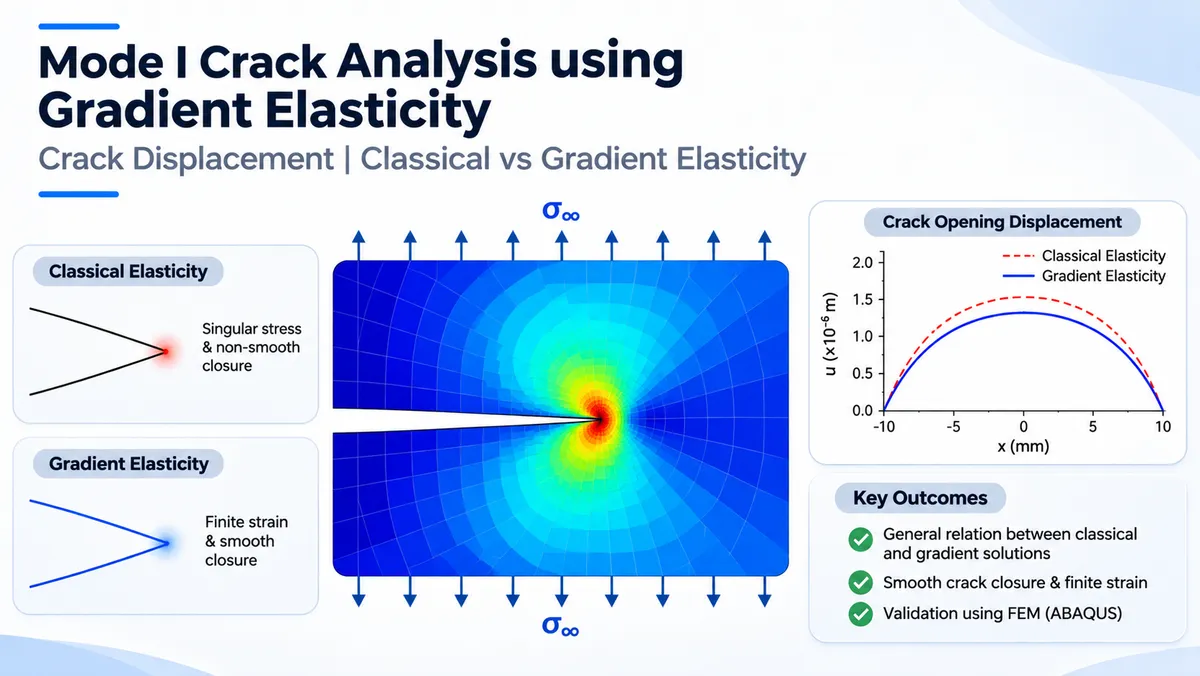 Mode I Crack Analysis using
Gradient Elasticity
Crack Displacement | Classical vs Gradient Elasticity
Classical Elasticity
Singular stress
& non-smooth
closure
Gradient Elasticity
Finite strain
& smooth
closure
σ∞
σ∞
Crack Opening Displacement
Classical Elasticity
Gradient Elasticity
u (×10⁻⁶ m)
2.0
1.5
1.0
0.5
0.0
-10 -5 0 5 10
x (mm)
Key Outcomes
General relation between classical
and gradient solutions
Smooth crack closure & finite strain
Validation using FEM (ABAQUS)